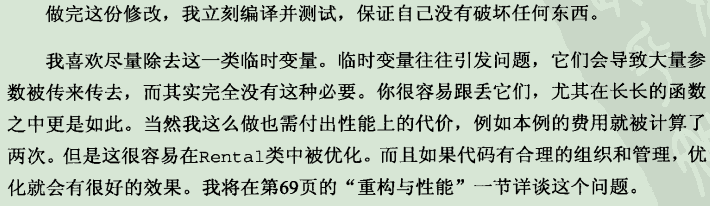 做完这份修改，我立刻编译并测试，保证自己没有破坏任何东西。
我喜欢尽量除去这一类临时变量。临时变量往往引发问题，它们会导致大量参
数被传来传去，而其实完全没有这种必要。你很容易跟丢它们，尤其在长长的函数
之中更是如此。当然我这么做也需付出性能上的代价，例如本例的费用就被计算了
两次。但是这很容易在Rental类中被优化。而且如果代码有合理的组织和管理，优
化就会有很好的效果。我将在第69页的“重构与性能”一节详谈这个问题。